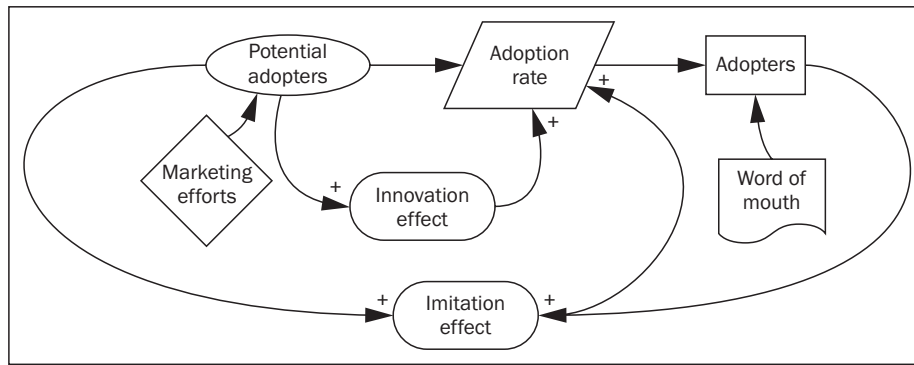 Potential
adopters
Adoption
rate
+
Adopters
+
Marketing
efforts
+
Innovation
effect
Word of
mouth
+
Imitation
effect
+